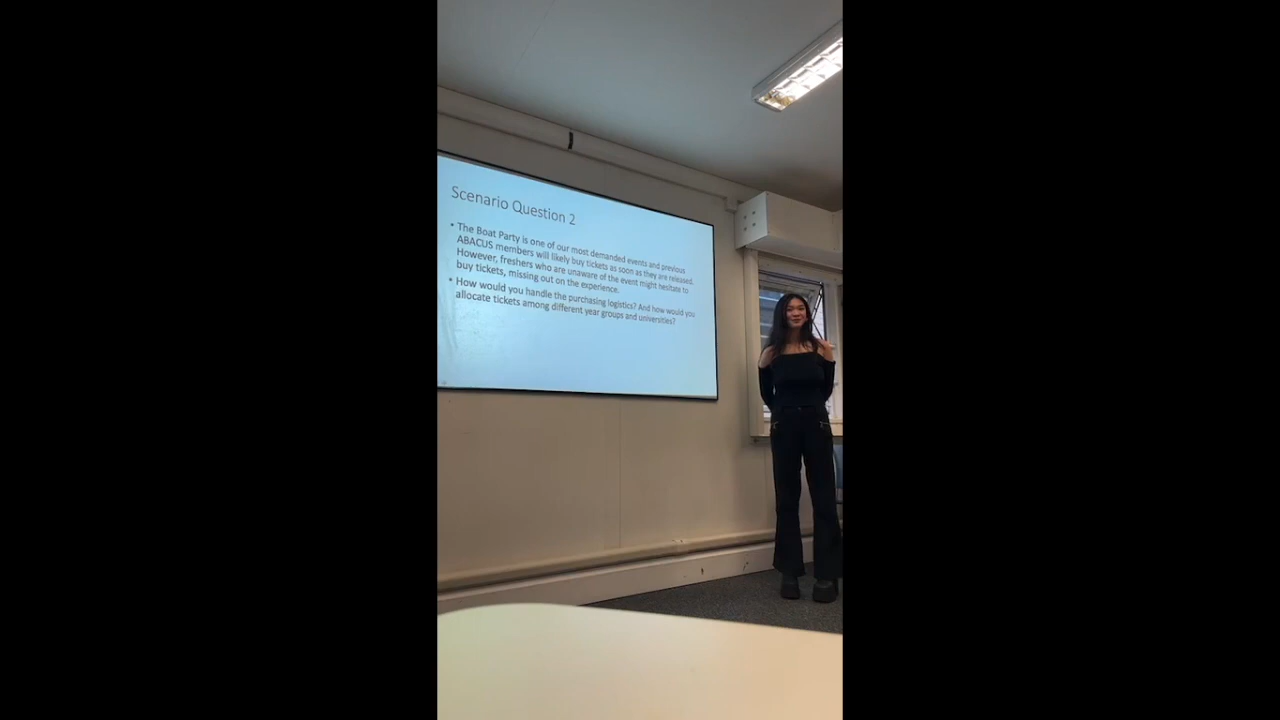 Scenario Question 2
• The Boat Party is one of our most demanded events and previous
ABACUS members will likely buy tickets as soon as they are released.
However, freshers who are unaware of the event might hesitate to
buy tickets, missing out on the experience.
• How would you handle the purchasing logistics? And how would you
allocate tickets among different year groups and universities?